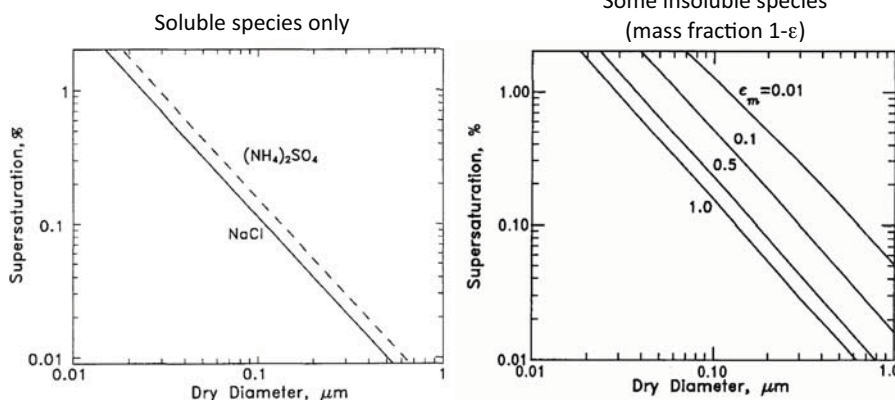 Soluble species only
Supersaturation, %
1
0.1
0.01
(NH₄)₂SO₄
NaCl
0.01
0.1
1
Dry Diameter, μm
Some insoluble species
(mass fraction 1-ε)
Supersaturation, %
1.00
0.10
0.01
ϵₘ=0.01
0.1
0.5
1.0
0.01
0.10
1.0
Dry Diameter, μm